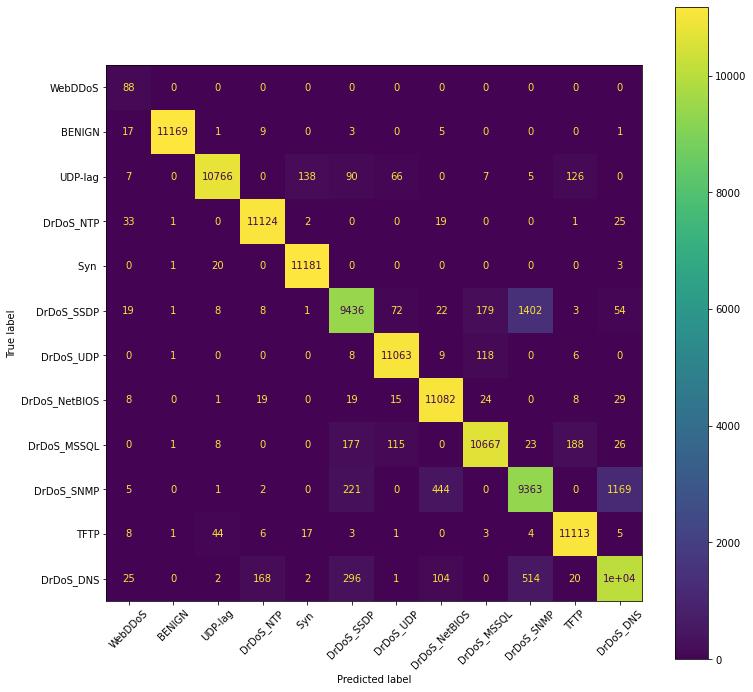 WebDDoS 88 0 0 0 0 0 0 0 0 0 0 0
BENIGN 17 11169 1 9 0 3 0 5 0 0 0 1
UDP-lag 7 0 10766 0 138 90 66 0 7 5 126 0
DrDoS_NTP 33 1 0 11124 2 0 0 19 0 0 1 25
Syn 0 1 20 0 11181 0 0 0 0 0 0 3
DrDoS_SSDP 19 1 8 8 1 9436 72 22 179 1402 3 54
DrDoS_UDP 0 1 0 0 0 8 11063 9 118 0 6 0
DrDoS_NetBIOS 8 0 1 19 0 19 15 11082 24 0 8 29
DrDoS_MSSQL 0 1 8 0 0 177 115 0 10667 23 188 26
DrDoS_SNMP 5 0 1 2 0 221 0 444 0 9363 0 1169
TFTP 8 1 44 6 17 3 1 0 3 4 11113 5
DrDoS_DNS 25 0 2 168 2 296 1 104 0 514 20 1e+04
WebDDoS BENIGN UDP-lag DrDoS_NTP Syn DrDoS_SSDP DrDoS_UDP DrDoS_NetBIOS DrDoS_MSSQL DrDoS_SNMP TFTP DrDoS_DNS
Predicted label
True label
10000
8000
6000
4000
2000
0